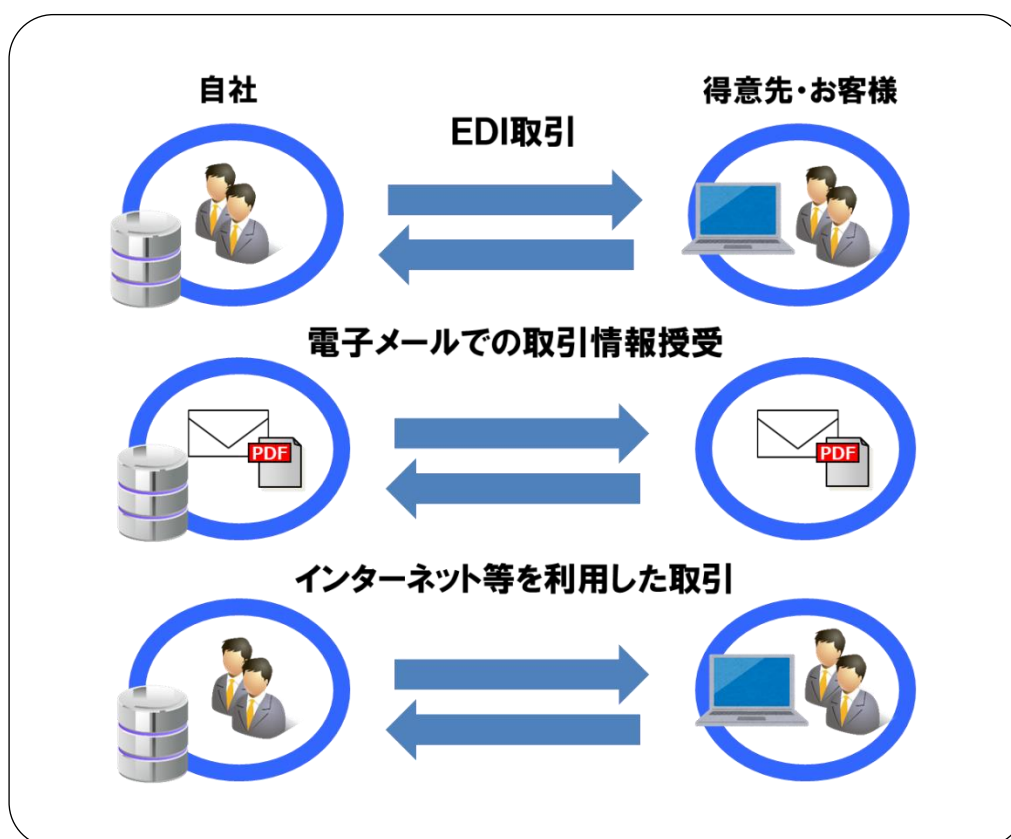 自社
得意先・お客様
EDI取引
電子メールでの取引情報授受
PDF
PDF
インターネット等を利用した取引